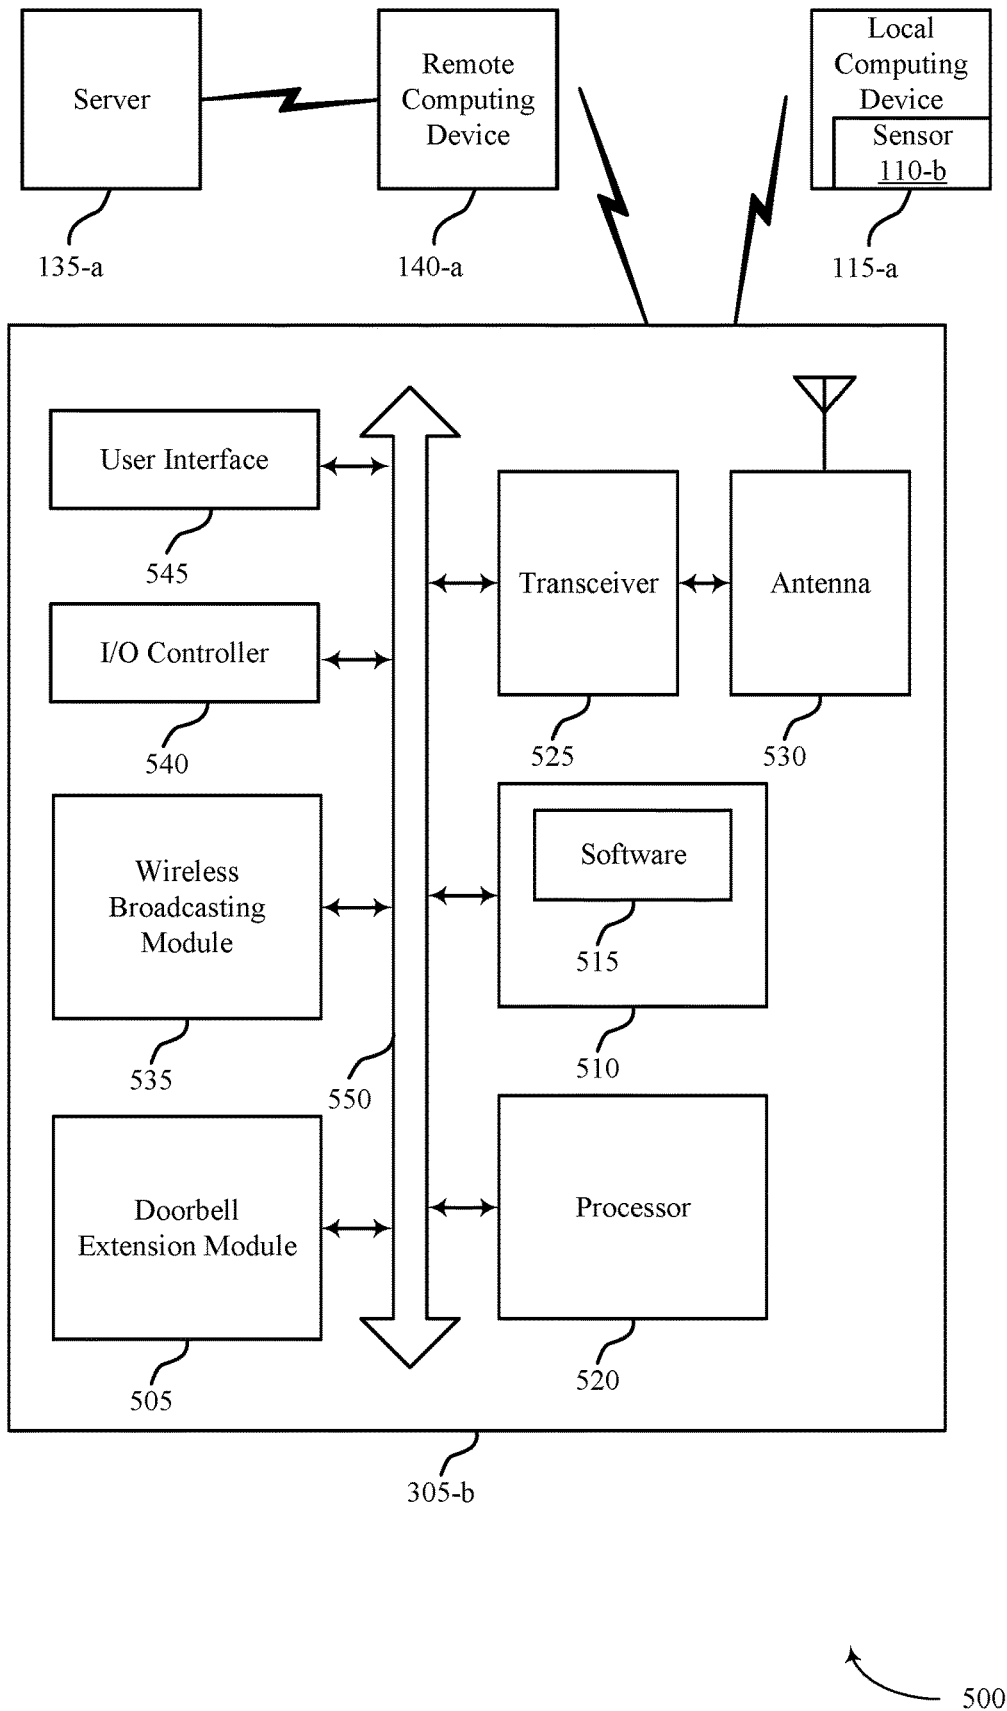 Server
135-a
Remote
Computing
Device
140-a
Local
Computing
Device
Sensor
110-b
115-a
User Interface
545
I/O Controller
540
Wireless
Broadcasting
Module
535
Doorbell
Extension Module
505
550
Transceiver
525
Antenna
530
Software
515
510
Processor
520
305-b
500